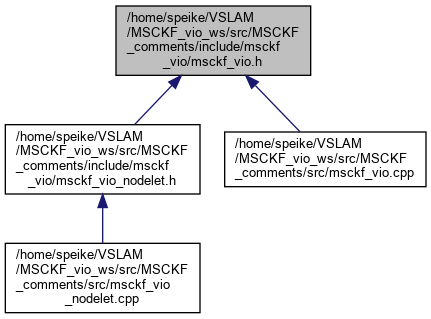 /home/speike/VSLAM
/MSCKF_vio_ws/src/MSCKF
_comments/include/msckf
_vio/msckf_vio.h
/home/speike/VSLAM
/MSCKF_vio_ws/src/MSCKF
_comments/include/msckf
_vio/msckf_vio_nodelet.h
/home/speike/VSLAM
/MSCKF_vio_ws/src/MSCKF
_comments/src/msckf_vio.cpp
/home/speike/VSLAM
/MSCKF_vio_ws/src/MSCKF
_comments/src/msckf_vio
_nodelet.cpp